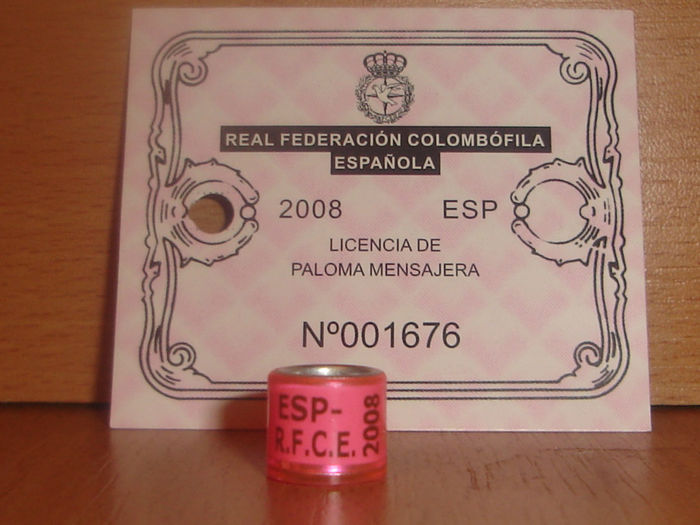 REAL FEDERACIÓN COLOMBÓFILA
ESPAÑOLA
2008 ESP
LICENCIA DE
PALOMA MENSAJERA
Nº001676
ESP-
R.F.C.E.
2008